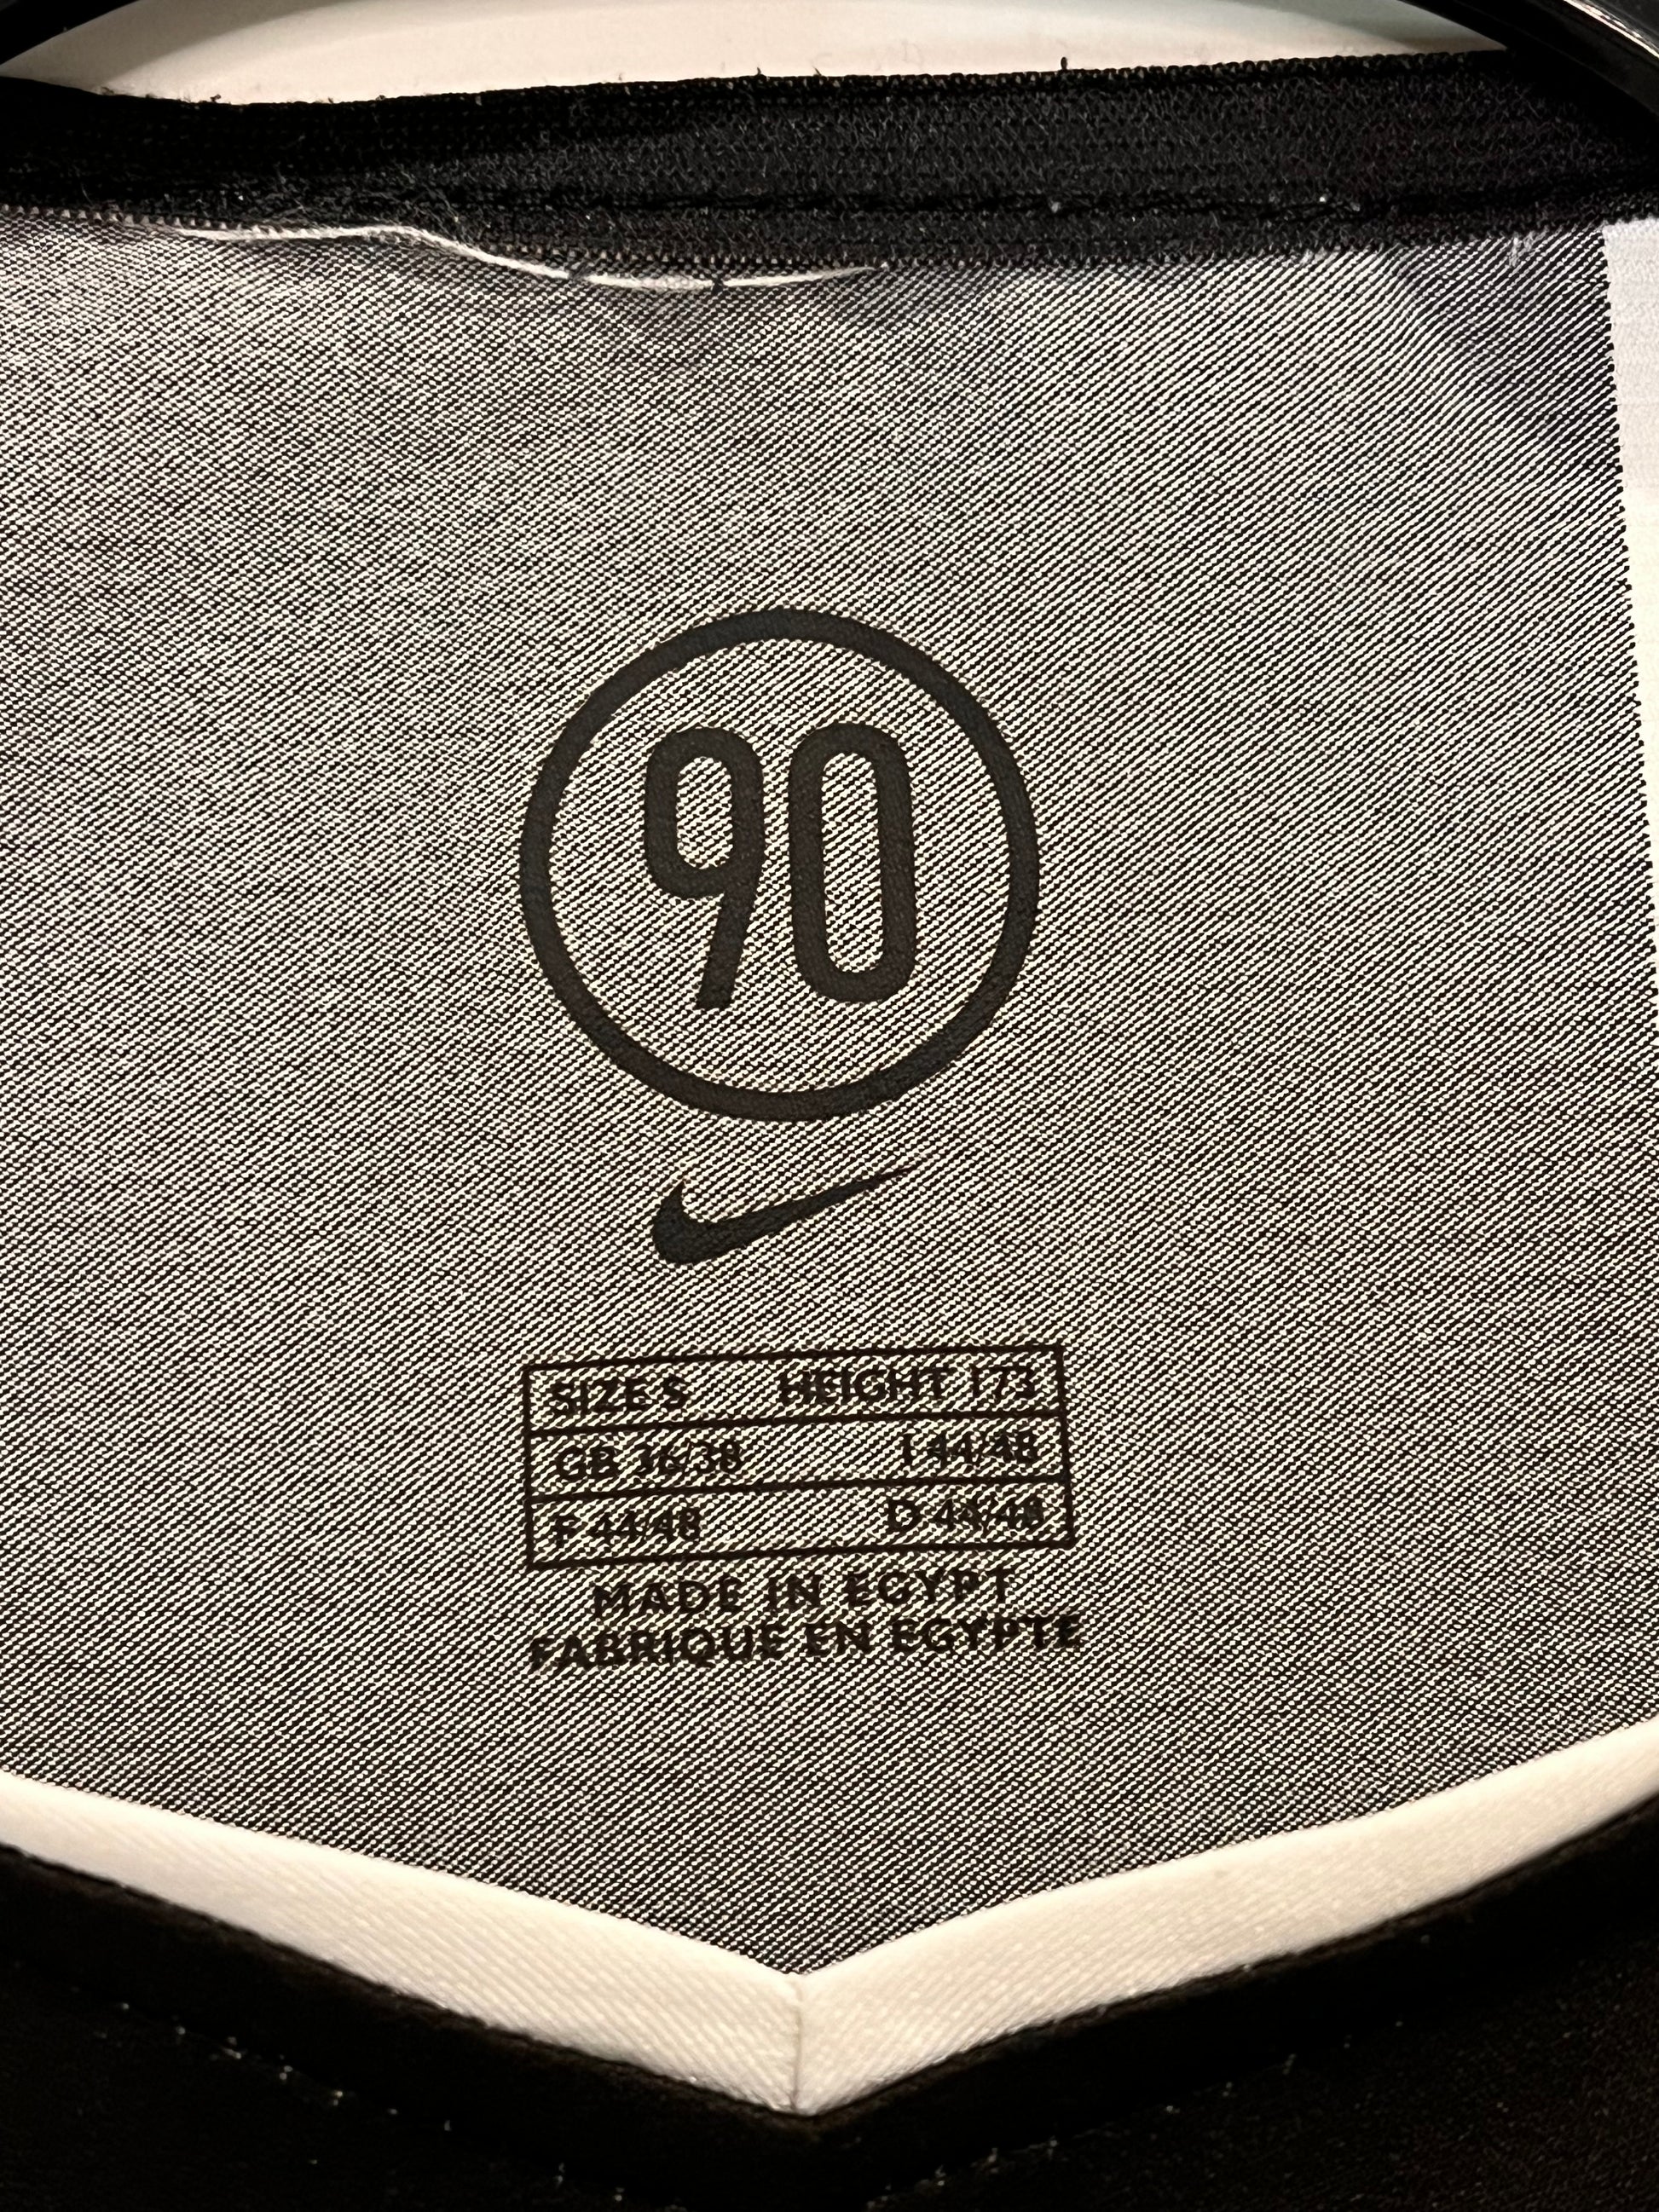 90
SIZE S HEIGHT 173
GB 36/38 I 44/48
F 44/48 D 44/48
MADE IN EGYPT
FABRIQUE EN EGYPTE